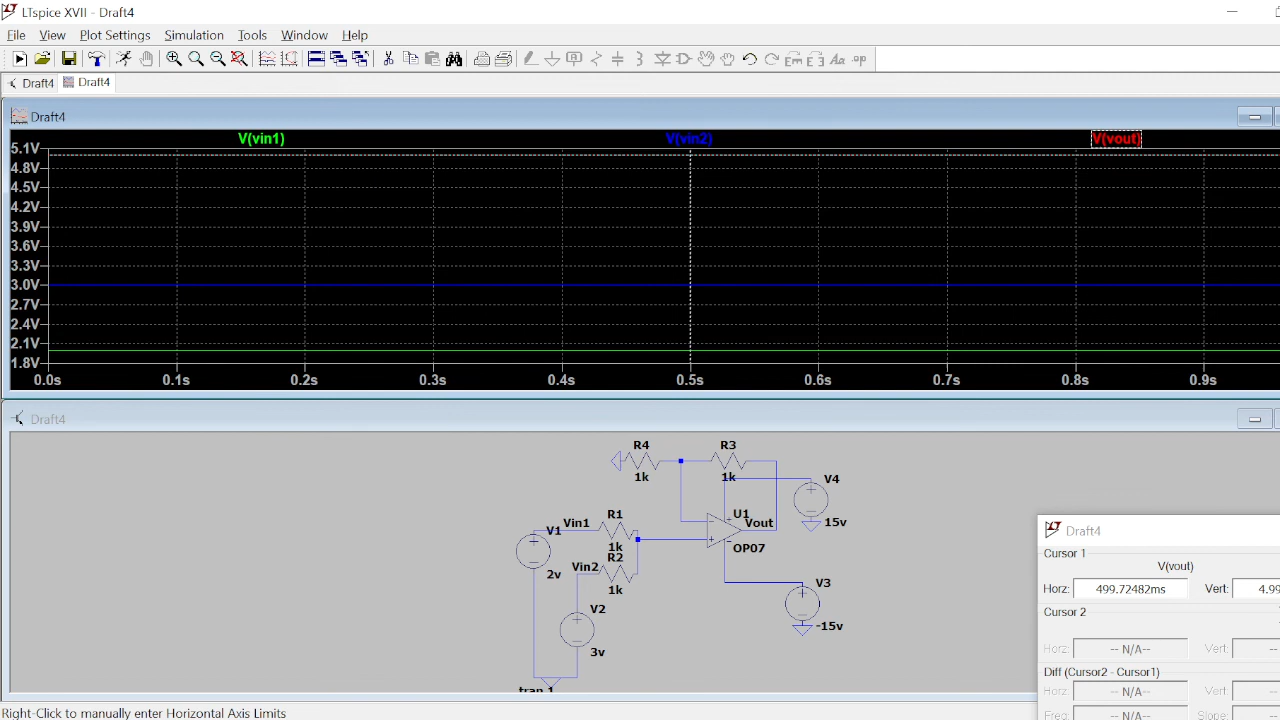 LTspice XVII - Draft4
File View Plot Settings Simulation Tools Window Help
Draft4 Draft4
Draft4
V(vin1) V(vin2) V(vout)
5.1V
4.8V
4.5V
4.2V
3.9V
3.6V
3.3V
3.0V
2.7V
2.4V
2.1V
1.8V
0.0s 0.1s 0.2s 0.3s 0.4s 0.5s 0.6s 0.7s 0.8s 0.9s
Draft4
R4 R3
1k 1k
V4
15v
R1
Vin1
V1
1k
2v
U1
Vout
OP07
R2
Vin2
1k
V2
3v
V3
-15v
tran 1
Draft4
Cursor 1
V(vout)
Horz: 499.72482ms Vert: 4.99
Cursor 2
Horz: -- N/A-- Vert: --
Diff (Cursor2 - Cursor1)
Horz -- N/A-- Vert: --
Freq: -- N/A-- Slope: --
Right-Click to manually enter Horizontal Axis Limits